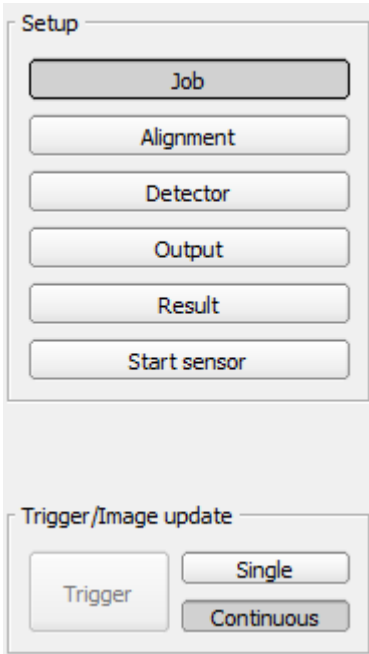 Setup
Job
Alignment
Detector
Output
Result
Start sensor
Trigger/Image update
Trigger
Single
Continuous